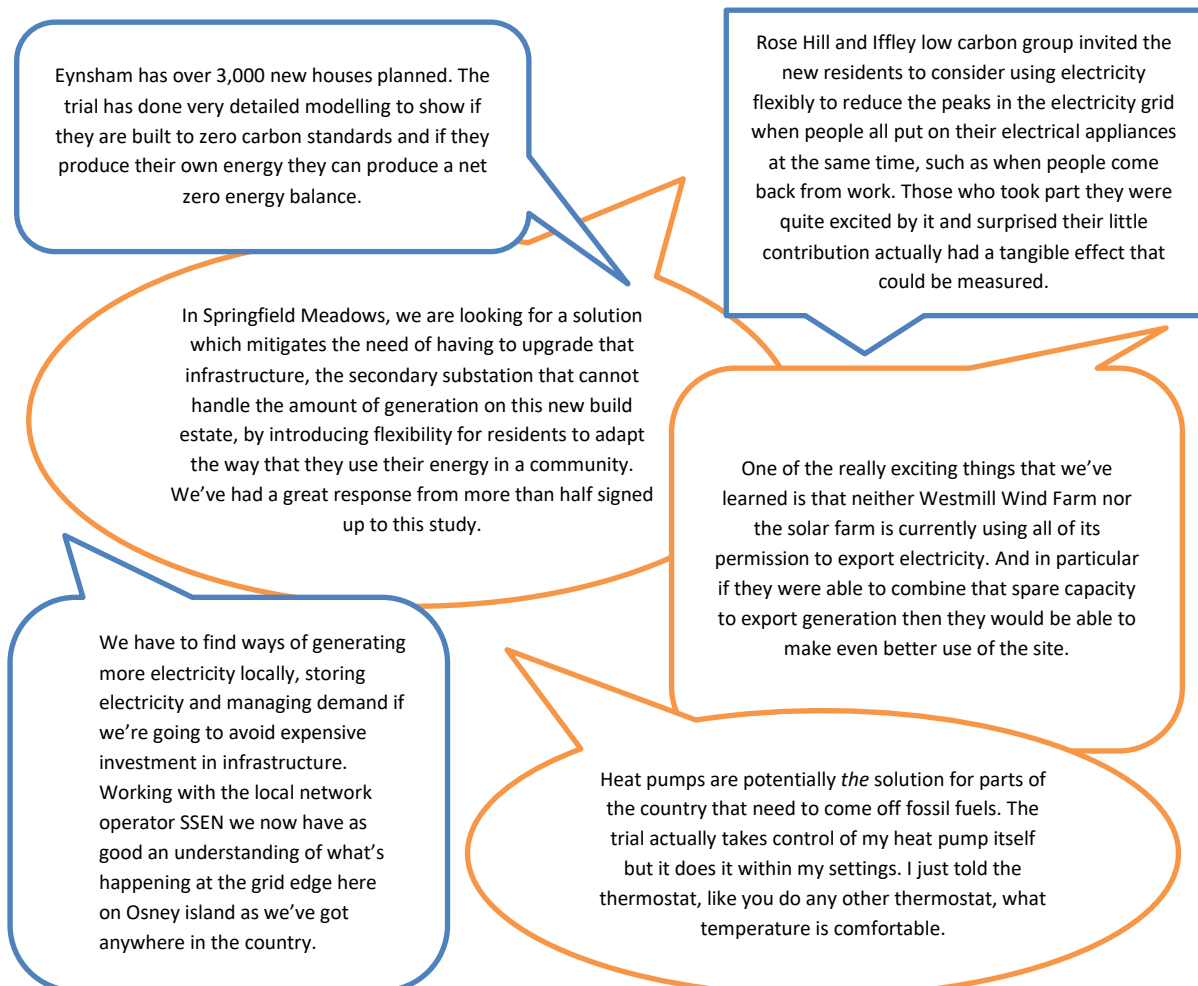 Eynsham has over 3,000 new houses planned. The
trial has done very detailed modelling to show if
they are built to zero carbon standards and if they
produce their own energy they can produce a net
zero energy balance.
Rose Hill and Iffley low carbon group invited the
new residents to consider using electricity
flexibly to reduce the peaks in the electricity grid
when people all put on their electrical appliances
at the same time, such as when people come
back from work. Those who took part they were
quite excited by it and surprised their little
contribution actually had a tangible effect that
could be measured.
In Springfield Meadows, we are looking for a solution
which mitigates the need of having to upgrade that
infrastructure, the secondary substation that cannot
handle the amount of generation on this new build
estate, by introducing flexibility for residents to adapt
the way that they use their energy in a community.
We’ve had a great response from more than half signed
up to this study.
One of the really exciting things that we’ve
learned is that neither Westmill Wind Farm nor
the solar farm is currently using all of its
permission to export electricity. And in particular
if they were able to combine that spare capacity
to export generation then they would be able to
make even better use of the site.
We have to find ways of generating
more electricity locally, storing
electricity and managing demand if
we’re going to avoid expensive
investment in infrastructure.
Working with the local network
operator SSEN we now have as
good an understanding of what’s
happening at the grid edge here
on Osney island as we’ve got
anywhere in the country.
Heat pumps are potentially the solution for parts of
the country that need to come off fossil fuels. The
trial actually takes control of my heat pump itself
but it does it within my settings. I just told the
thermostat, like you do any other thermostat, what
temperature is comfortable.